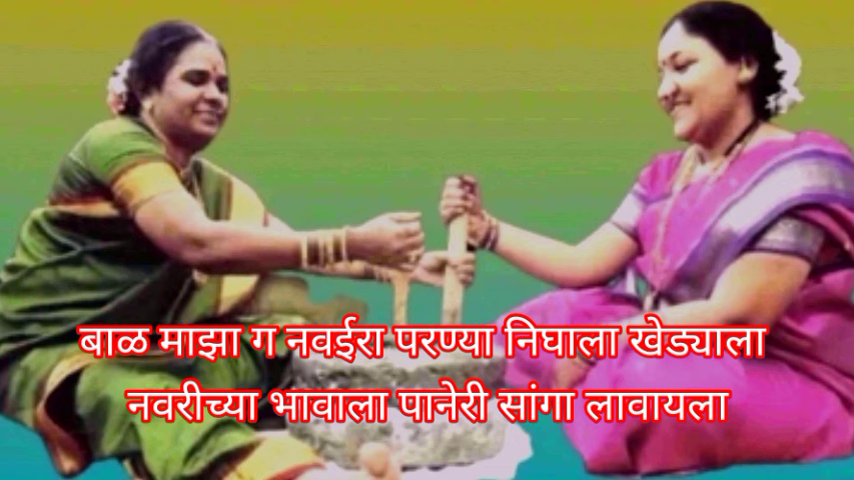 बाळ माझा ग नवईरा परण्या निघाला खेड्याला
नवरीच्या भावाला पानेरी सांगा लावायला